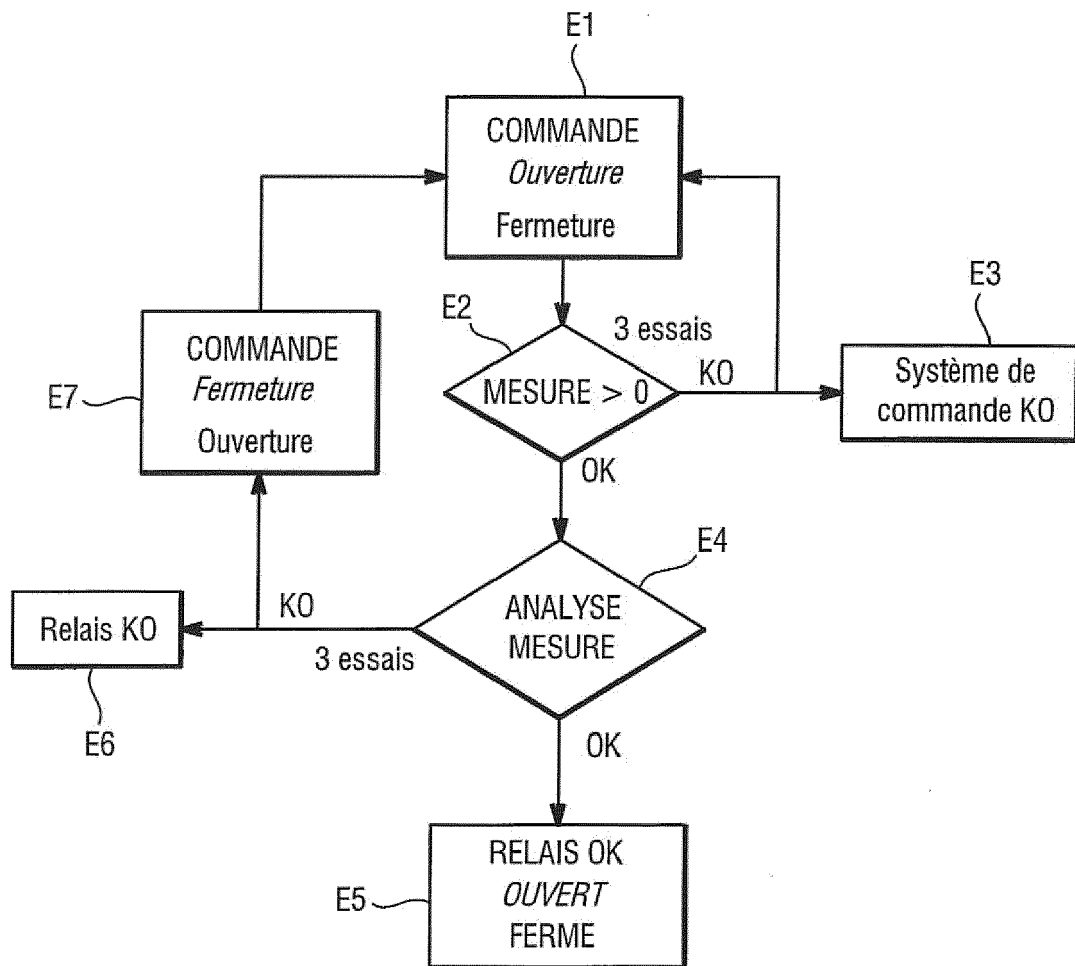 E1
COMMANDE
Ouverture
Fermeture
E2
3 essais
MESURE > 0
KO
E3
Système de
commande KO
E7
COMMANDE
Fermeture
Ouverture
OK
E4
ANALYSE
MESURE
KO
3 essais
Relais KO
E6
OK
E5
RELAIS OK
OUVERT
FERME